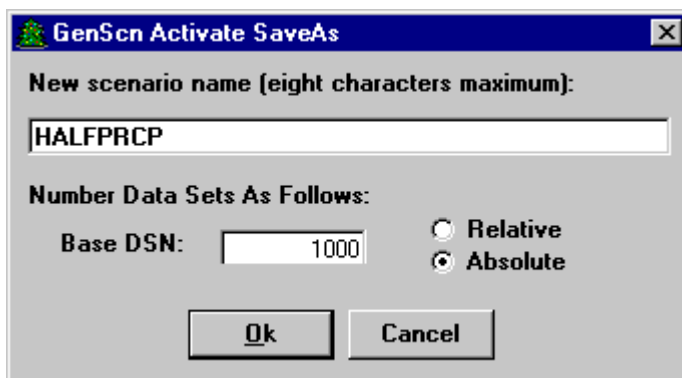 GenScn Activate SaveAs
New scenario name (eight characters maximum):
HALFPRCP
Number Data Sets As Follows:
Base DSN: 1000
Relative
Absolute
Ok Cancel